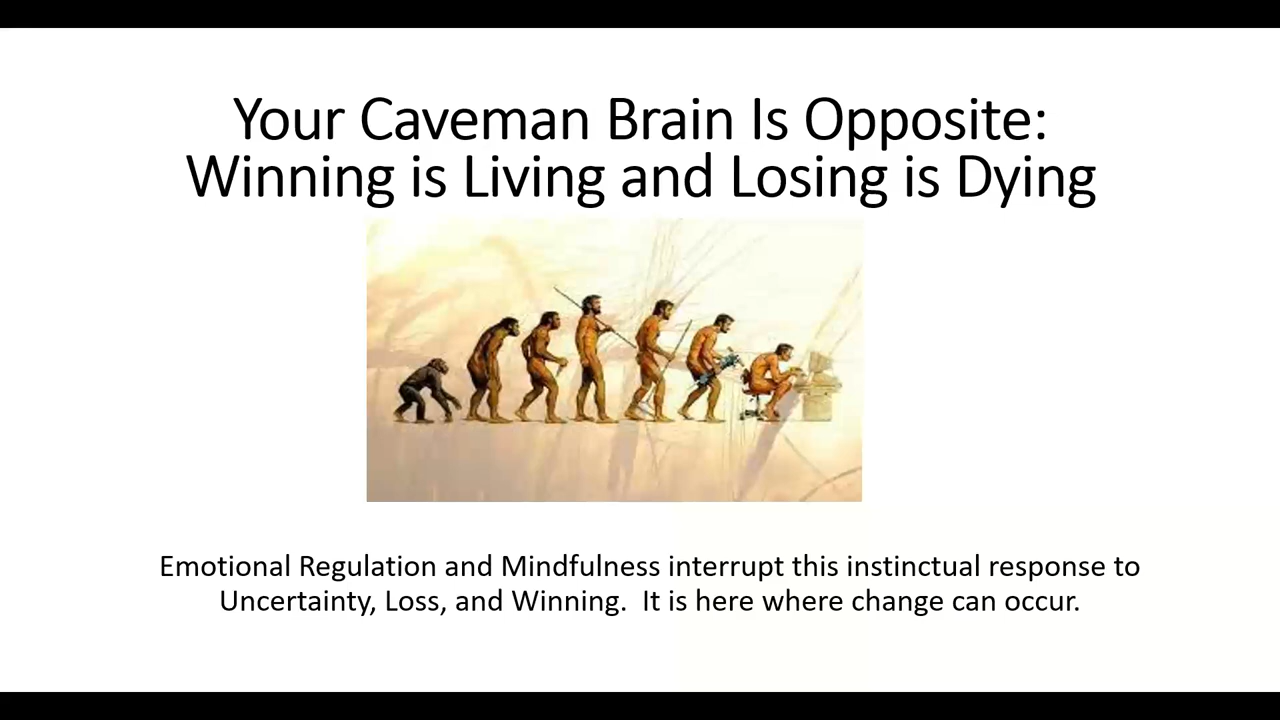 Your Caveman Brain Is Opposite:
Winning is Living and Losing is Dying
Emotional Regulation and Mindfulness interrupt this instinctual response to
Uncertainty, Loss, and Winning.  It is here where change can occur.